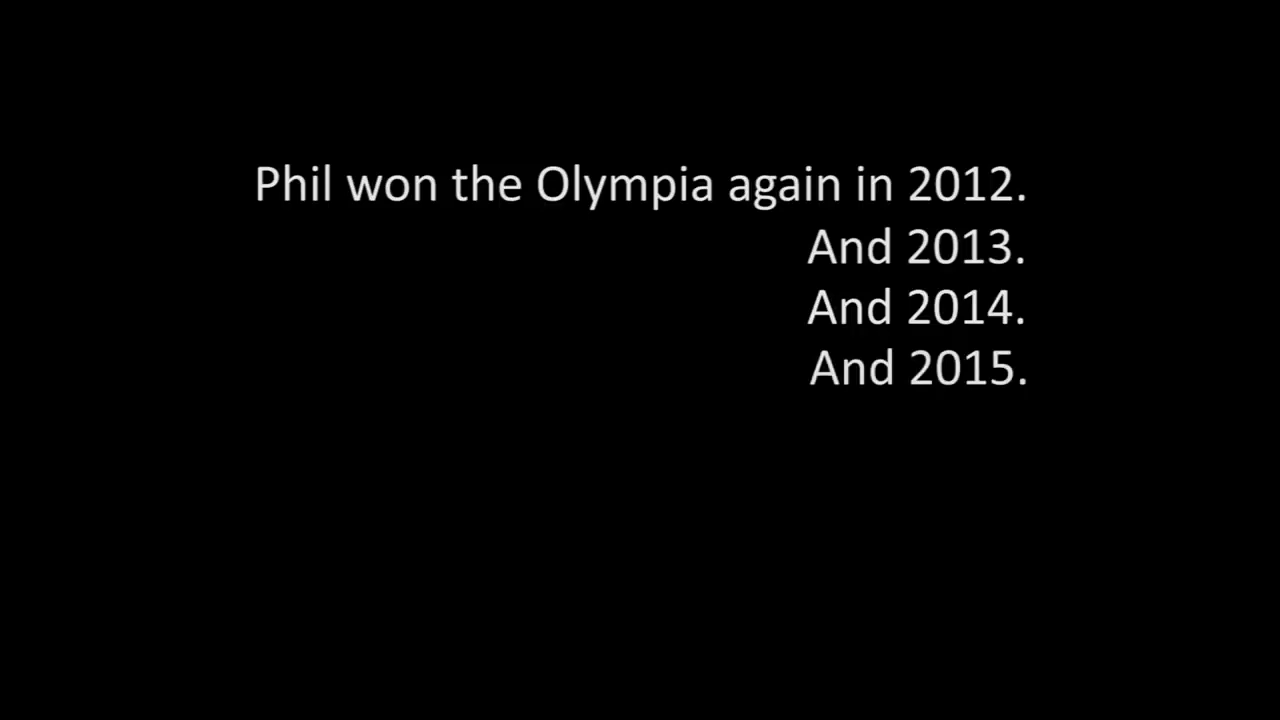 Phil won the Olympia again in 2012.
And 2013.
And 2014.
And 2015.